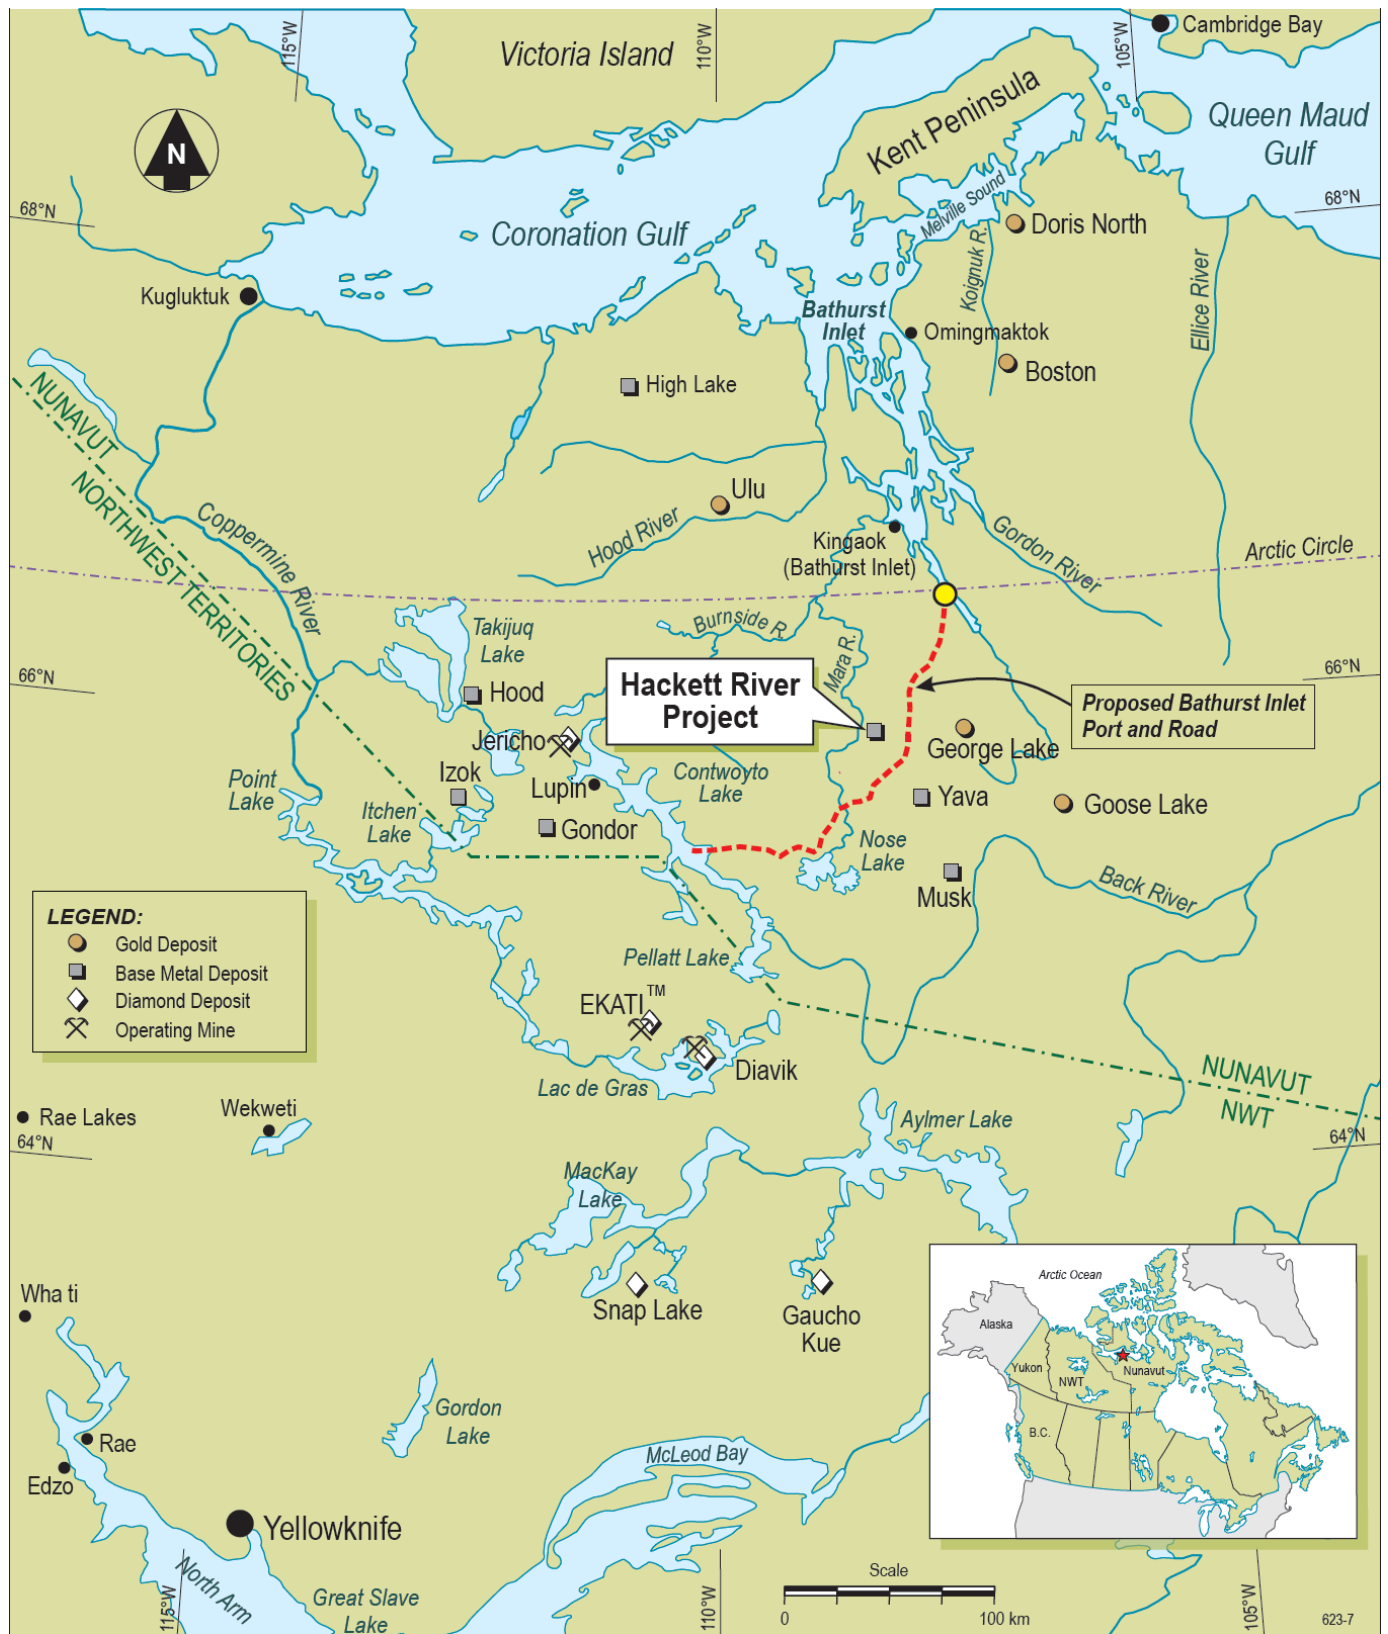 Cambridge Bay
115°W
Victoria Island
110°W
105°W
Kent Peninsula
Queen Maud
Gulf
N
68°N
68°N
Melville Sound
Doris North
Coronation Gulf
Koignuk R.
Ellice River
Kugluktuk
Bathurst
Inlet
Omingmaktok
Boston
High Lake
NUNAVUT
NORTHWEST TERRITORIES
Ulu
Coppermine River
Hood River
Kingaok
(Bathurst Inlet)
Gordon River
Arctic Circle
Burnside R.
Takijuq
Lake
Mara R.
66°N
66°N
Hackett River
Project
Hood
Proposed Bathurst Inlet
Port and Road
Jericho
George Lake
Izok
Lupin
Contwoyto
Lake
Point
Lake
Itchen
Lake
Yava
Goose Lake
Gondor
Nose
Lake
Musk
Back River
LEGEND:
Gold Deposit
Base Metal Deposit
Diamond Deposit
Operating Mine
Pellatt Lake
EKATI™
Diavik
Lac de Gras
NUNAVUT
NWT
Rae Lakes
Wekweti
Aylmer Lake
64°N
64°N
MacKay
Lake
Snap Lake
Gaucho
Kue
Wha ti
Arctic Ocean
Alaska
Yukon
NWT
Nunavut
B.C.
Gordon
Lake
Rae
Edzo
McLeod Bay
Yellowknife
North Arm
Great Slave
Lake
115°W
110°W
105°W
Scale
0
100 km
623-7